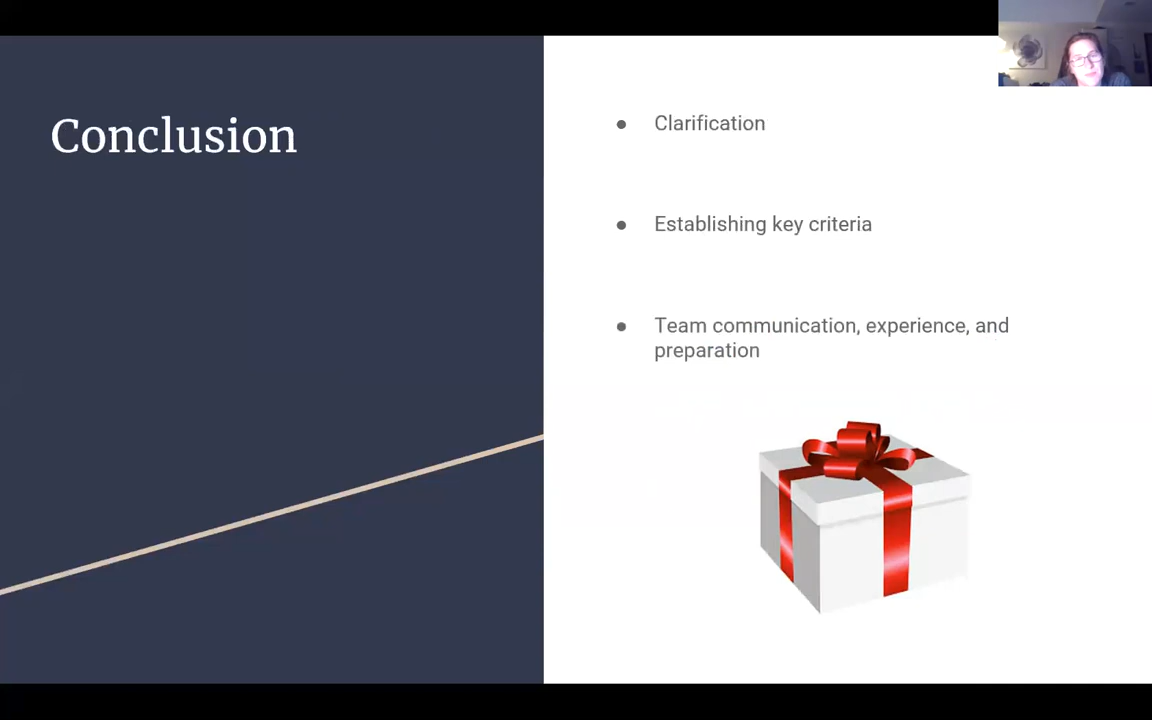 Conclusion
Clarification
Establishing key criteria
Team communication, experience, and
preparation